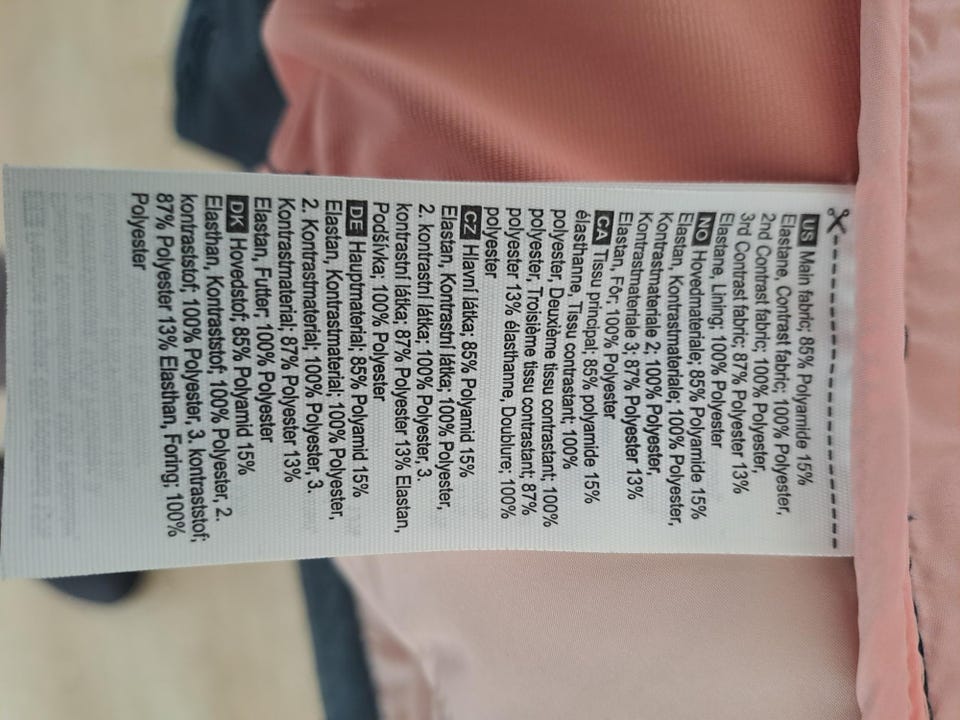 US Main fabric; 85% Polyamide 15%
Elastane, Contrast fabric; 100% Polyester,
2nd Contrast fabric; 100% Polyester,
3rd Contrast fabric; 87% Polyester 13%
Elastane, Lining; 100% Polyester
NO Hovedmateriale; 85% Polyamide 15%
Elastan, Kontrastmateriale; 100% Polyester,
Kontrastmateriale 2; 100% Polyester,
Kontrastmateriale 3; 87% Polyester 13%
Elastan, Fôr; 100% Polyester
CA Tissu principal; 85% polyamide 15%
élasthanne, Tissu contrastant; 100%
polyester, Deuxième tissu contrastant; 100%
polyester, Troisième tissu contrastant; 87%
polyester 13% élasthanne, Doublure; 100%
polyester
CZ Hlavní látka; 85% Polyamid 15%
Elastan, Kontrastní látka; 100% Polyester,
2. kontrastní látka; 100% Polyester, 3.
kontrastní látka; 87% Polyester 13% Elastan,
Podšívka; 100% Polyester
DE Hauptmaterial; 85% Polyamid 15%
Elastan, Kontrastmaterial; 100% Polyester,
2. Kontrastmaterial; 100% Polyester, 3.
Kontrastmaterial; 87% Polyester 13%
Elastan, Futter; 100% Polyester
DK Hovedstof; 85% Polyamid 15%
Elasthan, Kontraststof; 100% Polyester, 2.
kontraststof; 100% Polyester, 3. kontraststof;
87% Polyester 13% Elasthan, Foring; 100%
Polyester